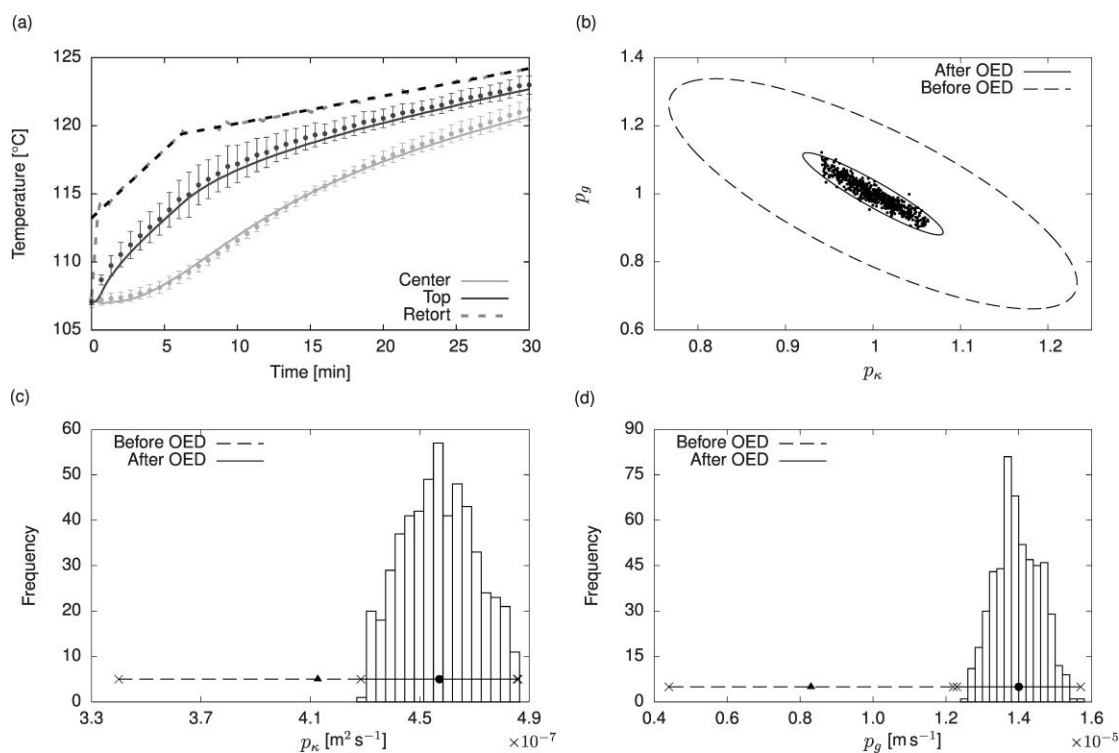 (a)
125
120
115
110
105
Temperature [°C]
Center
Top
Retort
0 5 10 15 20 25 30
Time [min]
(b)
1.4
1.2
1
0.8
0.6
p_g
After OED
Before OED
0.8 0.9 1 1.1 1.2
p_κ
(c)
60
50
40
30
20
10
0
Frequency
Before OED
After OED
3.3 3.7 4.1 4.5 4.9
p_κ [m² s⁻¹] ×10⁻⁷
(d)
90
75
60
45
30
15
0
Frequency
Before OED
After OED
0.4 0.6 0.8 1.0 1.2 1.4 1.6
p_g [m s⁻¹] ×10⁻⁵